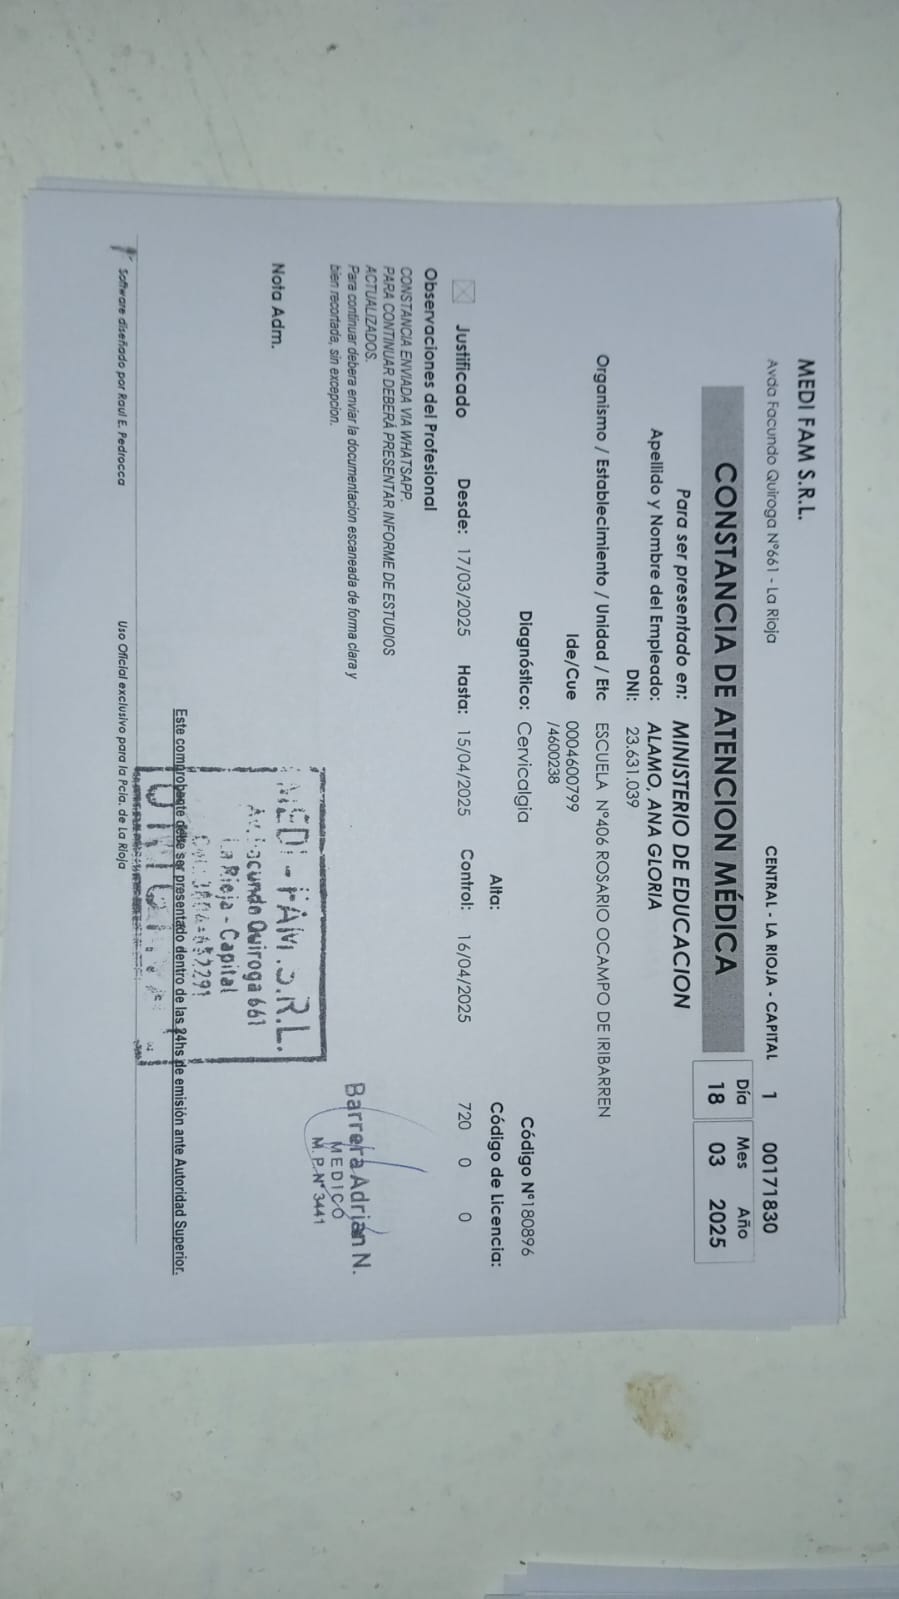 MEDI FAM S.R.L.
Avda Facundo Quiroga N°661 - La Rioja
CENTRAL - LA RIOJA - CAPITAL 1 00171830
CONSTANCIA DE ATENCION MÉDICA
Día Mes Año
18 03 2025
Para ser presentado en: MINISTERIO DE EDUCACION
Apellido y Nombre del Empleado: ALAMO, ANA GLORIA
DNI: 23.631.039
Organismo / Establecimiento / Unidad / Etc ESCUELA N°406 ROSARIO OCAMPO DE IRIBARREN
Ide/Cue 0004600799
/4600238
Diagnóstico: Cervicalgia
Código N°180896
Alta:
Código de Licencia:
Justificado Desde: 17/03/2025 Hasta: 15/04/2025 Control: 16/04/2025 720 0 0
Observaciones del Profesional
CONSTANCIA ENVIADA VIA WHATSAPP.
PARA CONTINUAR DEBERÁ PRESENTAR INFORME DE ESTUDIOS
ACTUALIZADOS.
Para continuar debera enviar la documentacion escaneada de forma clara y
bien recortada, sin excepcion.
Barrera Adrián N.
MEDICO
M. P. N° 3441
Nota Adm.
MEDI - FAM. S.R.L.
Av. Facundo Quiroga 661
La Rioja - Capital
Este comprobante debe ser presentado dentro de las 24hs de emisión ante Autoridad Superior.
Software diseñado por Raul E. Pedrocca
Uso Oficial exclusivo para la Pcia. de La Rioja